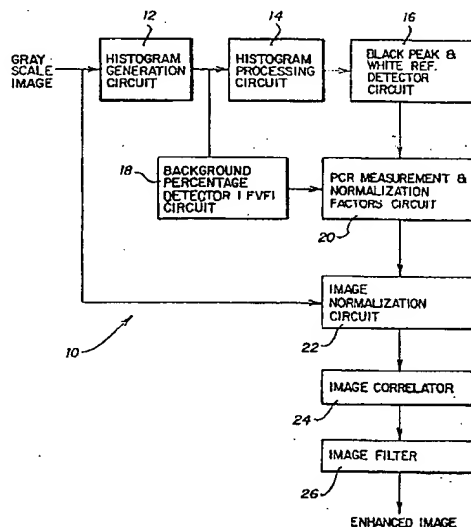 12
14
16
GRAY
SCALE
IMAGE
HISTOGRAM
GENERATION
CIRCUIT
HISTOGRAM
PROCESSING
CIRCUIT
BLACK PEAK &
WHITE REF.
DETECTOR
CIRCUIT
18
BACKGROUND
PERCENTAGE
DETECTOR
CIRCUIT
PCR MEASUREMENT &
NORMALIZATION
FACTORS CIRCUIT
20
IMAGE
NORMALIZATION
CIRCUIT
10
22
IMAGE CORRELATOR
24
IMAGE FILTER
26
ENHANCED IMAGE